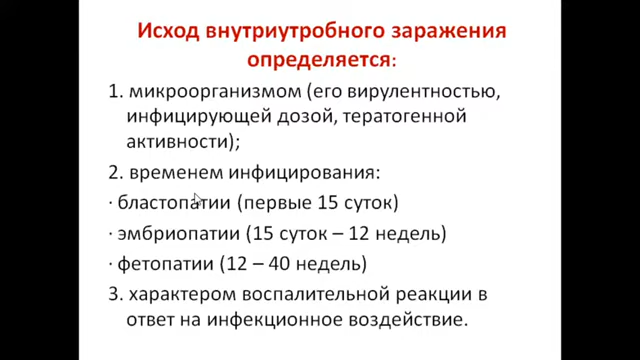 Исход внутриутробного заражения
определяется:
1. микроорганизмом (его вирулентностью,
инфицирующей дозой, тератогенной
активности);
2. временем инфицирования:
· бластопатии (первые 15 суток)
· эмбриопатии (15 суток – 12 недель)
· фетопатии (12 – 40 недель)
3. характером воспалительной реакции в
ответ на инфекционное воздействие.